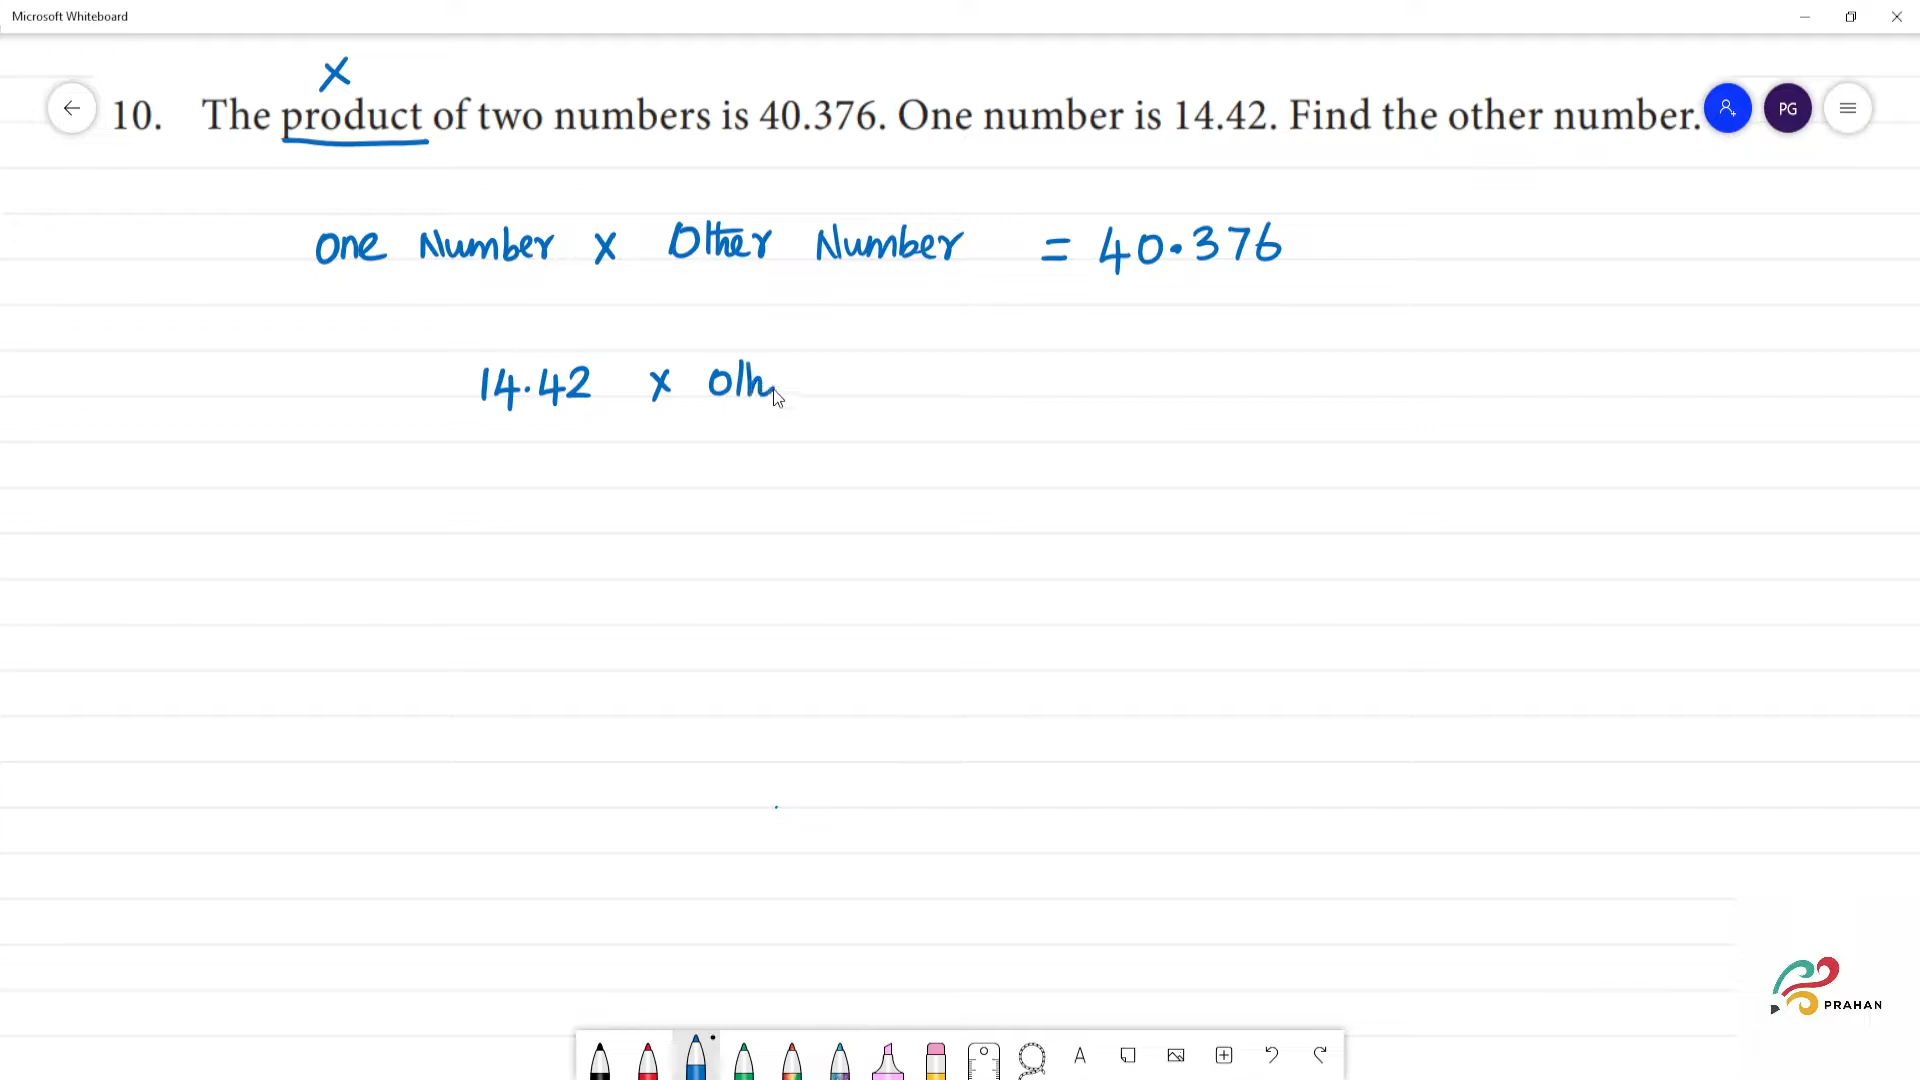 Microsoft Whiteboard
X
10. The product of two numbers is 40.376. One number is 14.42. Find the other number.
PG
One Number X Other Number = 40.376
14.42 X Oth
PRAHAN
A